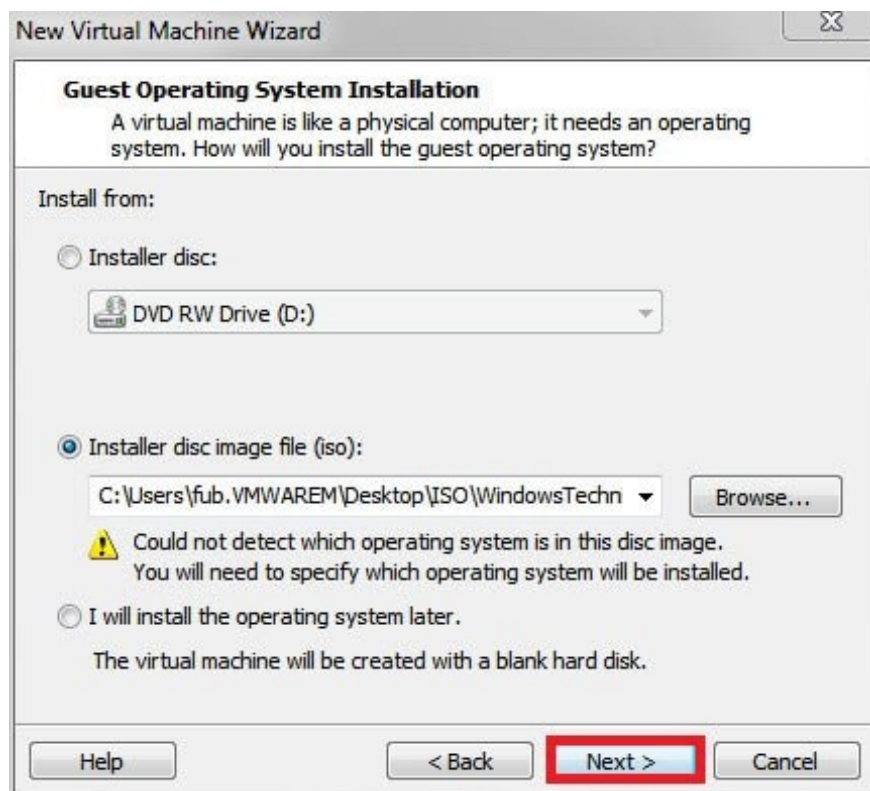 New Virtual Machine Wizard
Guest Operating System Installation
A virtual machine is like a physical computer; it needs an operating
system. How will you install the guest operating system?
Install from:
Installer disc:
DVD RW Drive (D:)
Installer disc image file (iso):
C:\Users\fub.VMWAREM\Desktop\ISO\WindowsTechn
Browse...
Could not detect which operating system is in this disc image.
You will need to specify which operating system will be installed.
I will install the operating system later.
The virtual machine will be created with a blank hard disk.
Help
< Back
Next >
Cancel